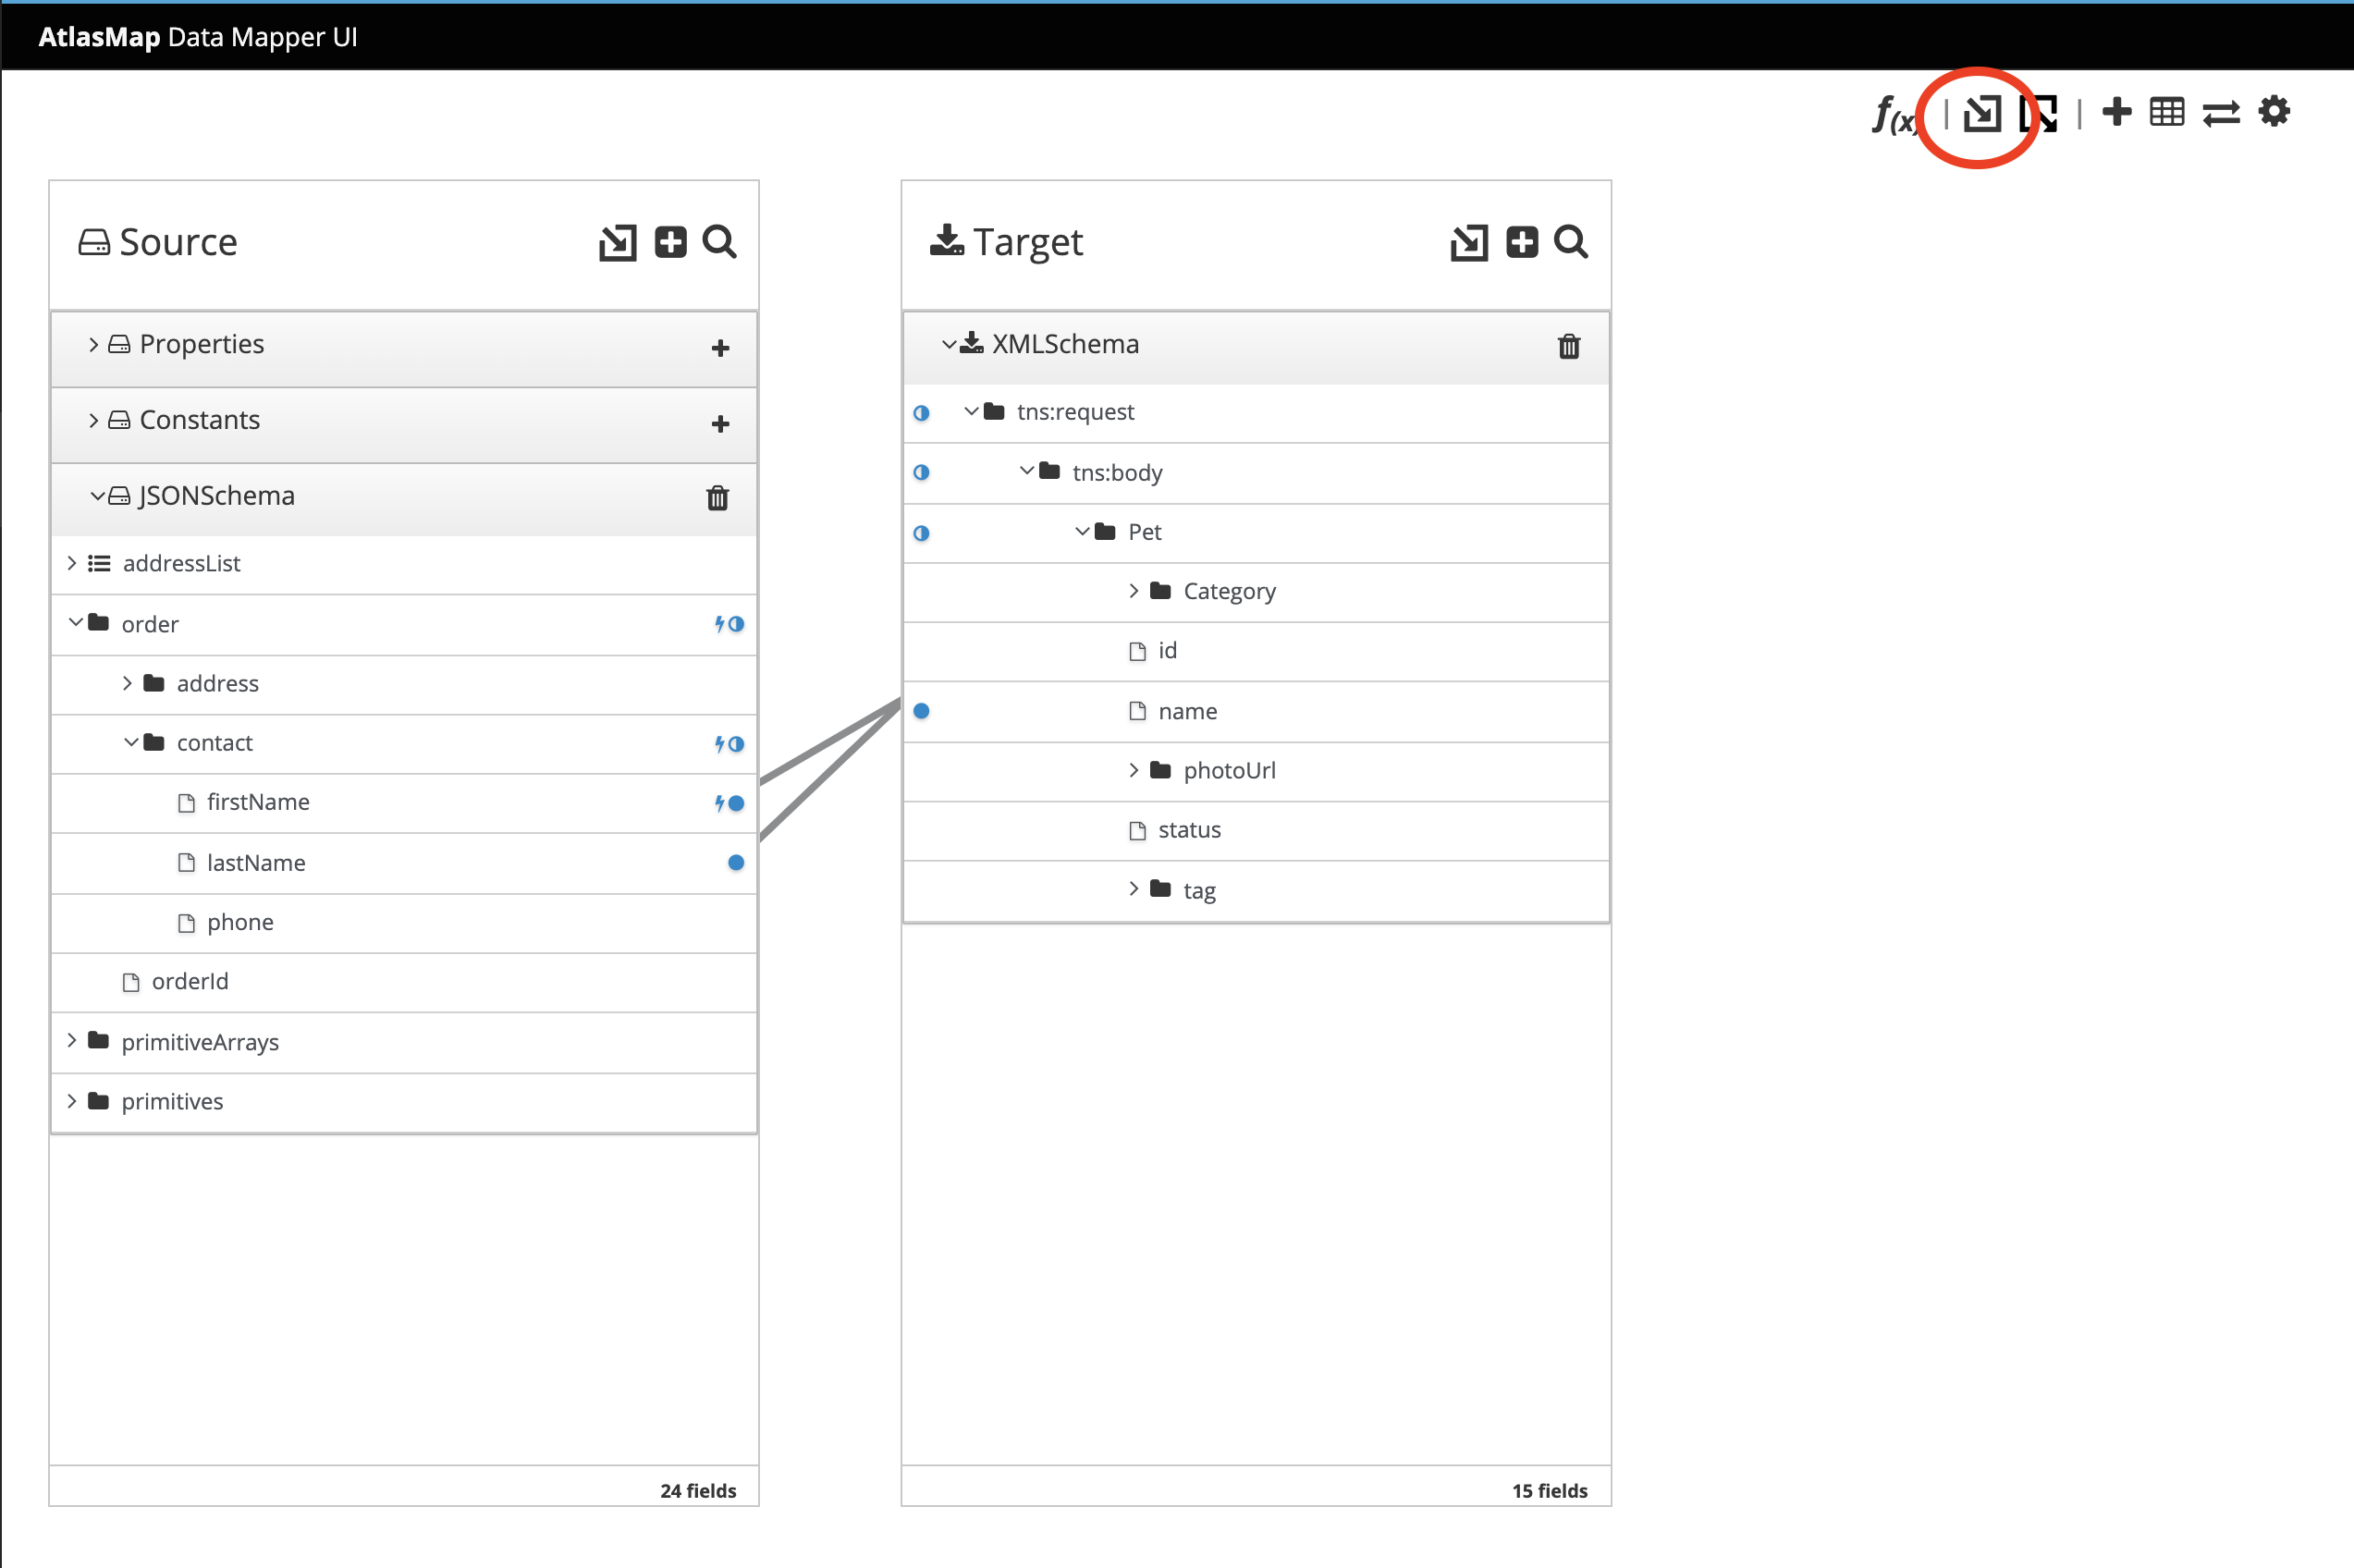 AtlasMap Data Mapper UI
f(x)
Source
Properties
Constants
JSONSchema
addressList
order
address
contact
firstName
lastName
phone
orderId
primitiveArrays
primitives
24 fields
Target
XMLSchema
tns:request
tns:body
Pet
Category
id
name
photoUrl
status
tag
15 fields